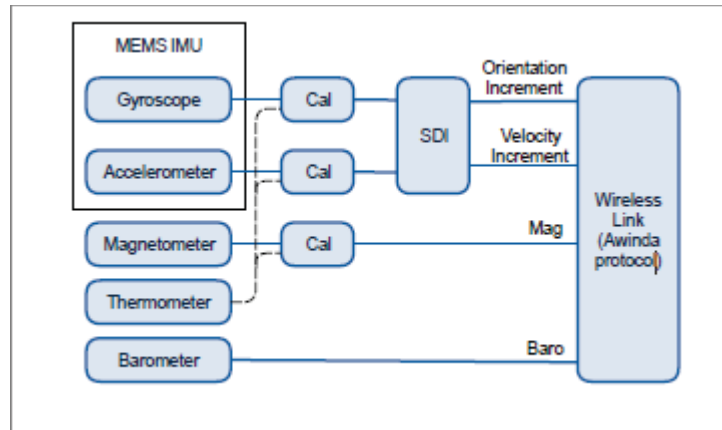 MEMS IMU
Gyroscope
Cal
Orientation
Increment
Accelerometer
Cal
SDI
Velocity
Increment
Magnetometer
Cal
Mag
Wireless
Link
(Awinda
protocol)
Thermometer
Barometer
Baro